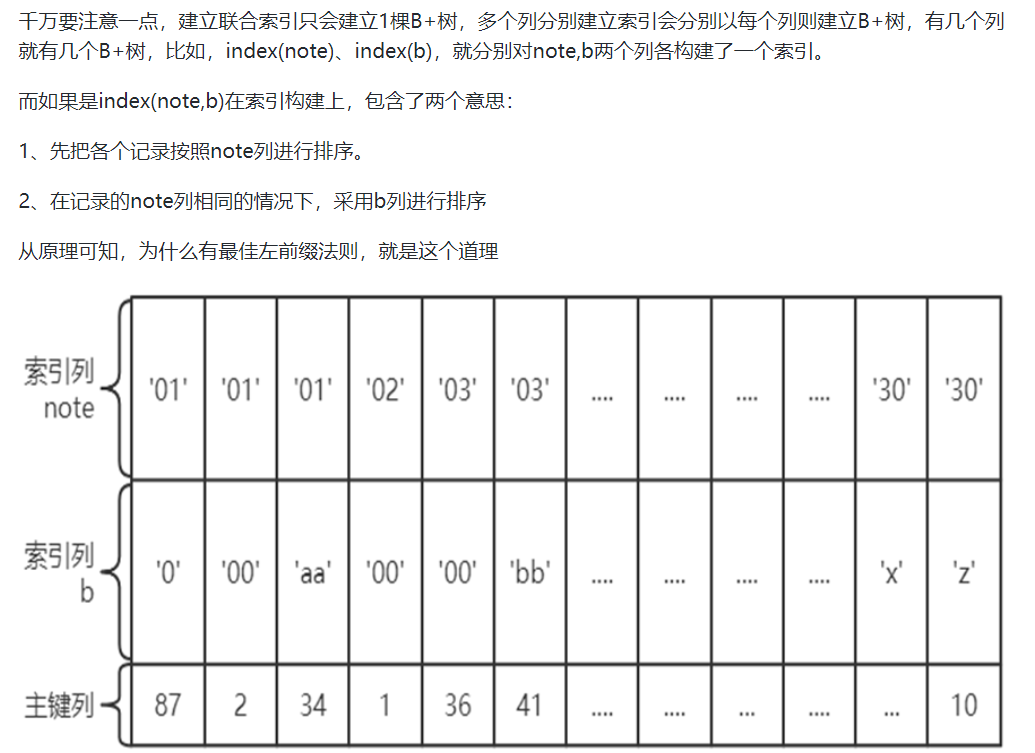 千万要注意一点，建立联合索引只会建立1棵B+树，多个列分别建立索引会分别以每个列则建立B+树，有几个列
就有几个B+树，比如，index(note)、index(b)，就分别对note,b两个列各构建了一个索引。
而如果是index(note,b)在索引构建上，包含了两个意思：
1、先把各个记录按照note列进行排序。
2、在记录的note列相同的情况下，采用b列进行排序
从原理可知，为什么有最佳左前缀法则，就是这个道理
索引列
note
'01' '01' '01' '02' '03' '03' .... .... .... .... '30' '30'
索引列
b
'0' '00' 'aa' '00' '00' 'bb' .... .... .... .... 'x' 'z'
主键列 87 2 34 1 36 41 .... .... ... .... ... 10